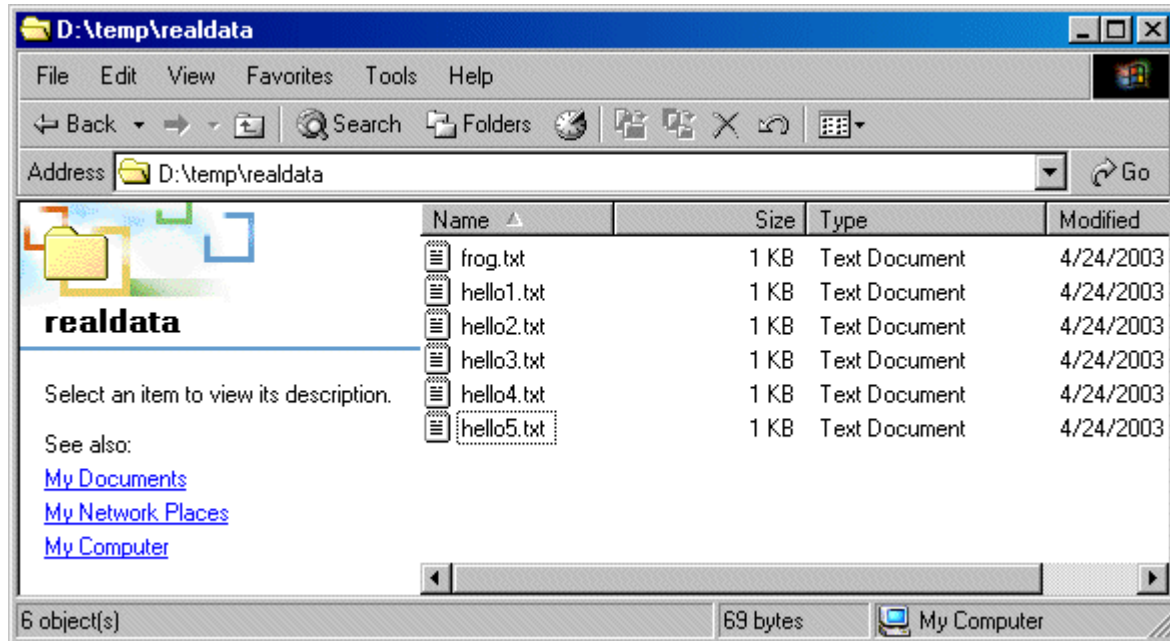 D:\temp\realdata
File Edit View Favorites Tools Help
Back Search Folders
Address D:\temp\realdata Go
realdata
Select an item to view its description.
See also:
My Documents
My Network Places
My Computer
Name Size Type Modified
frog.txt 1 KB Text Document 4/24/2003
hello1.txt 1 KB Text Document 4/24/2003
hello2.txt 1 KB Text Document 4/24/2003
hello3.txt 1 KB Text Document 4/24/2003
hello4.txt 1 KB Text Document 4/24/2003
hello5.txt 1 KB Text Document 4/24/2003
6 object(s) 69 bytes My Computer